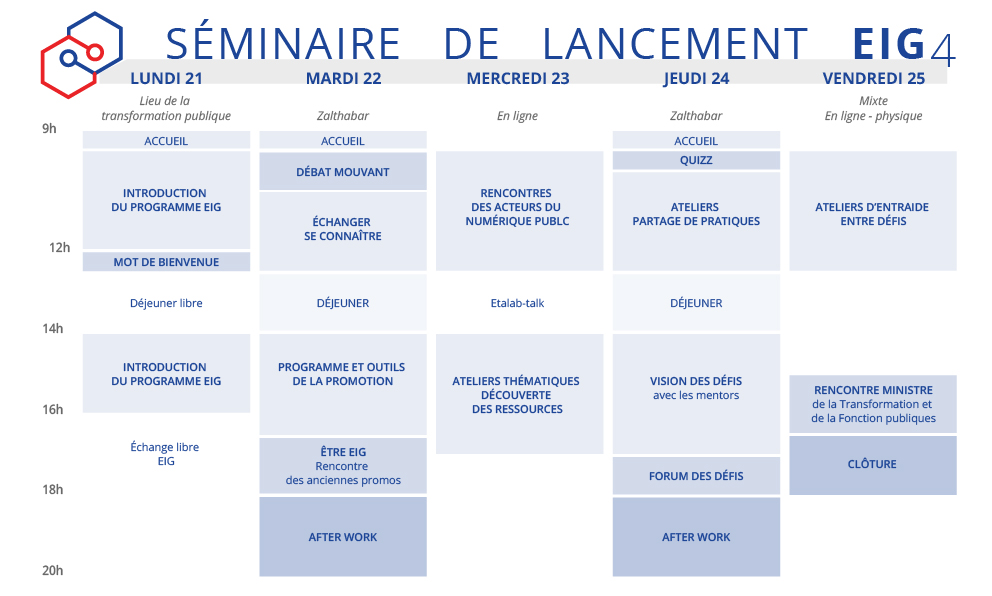 SÉMINAIRE DE LANCEMENT EIG4
LUNDI 21
MARDI 22
MERCREDI 23
JEUDI 24
VENDREDI 25
Lieu de la
transformation publique
Zalthabar
En ligne
Zalthabar
Mixte
En ligne - physique
9h
12h
14h
16h
18h
20h
ACCUEIL
INTRODUCTION
DU PROGRAMME EIG
MOT DE BIENVENUE
Déjeuner libre
INTRODUCTION
DU PROGRAMME EIG
Échange libre
EIG
ACCUEIL
DÉBAT MOUVANT
ÉCHANGER
SE CONNAÎTRE
DÉJEUNER
PROGRAMME ET OUTILS
DE LA PROMOTION
ÊTRE EIG
Rencontre
des anciennes promos
AFTER WORK
RENCONTRES
DES ACTEURS DU
NUMÉRIQUE PUBLC
Etalab-talk
ATELIERS THÉMATIQUES
DÉCOUVERTE
DES RESSOURCES
ACCUEIL
QUIZZ
ATELIERS
PARTAGE DE PRATIQUES
DÉJEUNER
VISION DES DÉFIS
avec les mentors
FORUM DES DÉFIS
AFTER WORK
ATELIERS D'ENTRAIDE
ENTRE DÉFIS
RENCONTRE MINISTRE
de la Transformation et
de la Fonction publiques
CLÔTURE